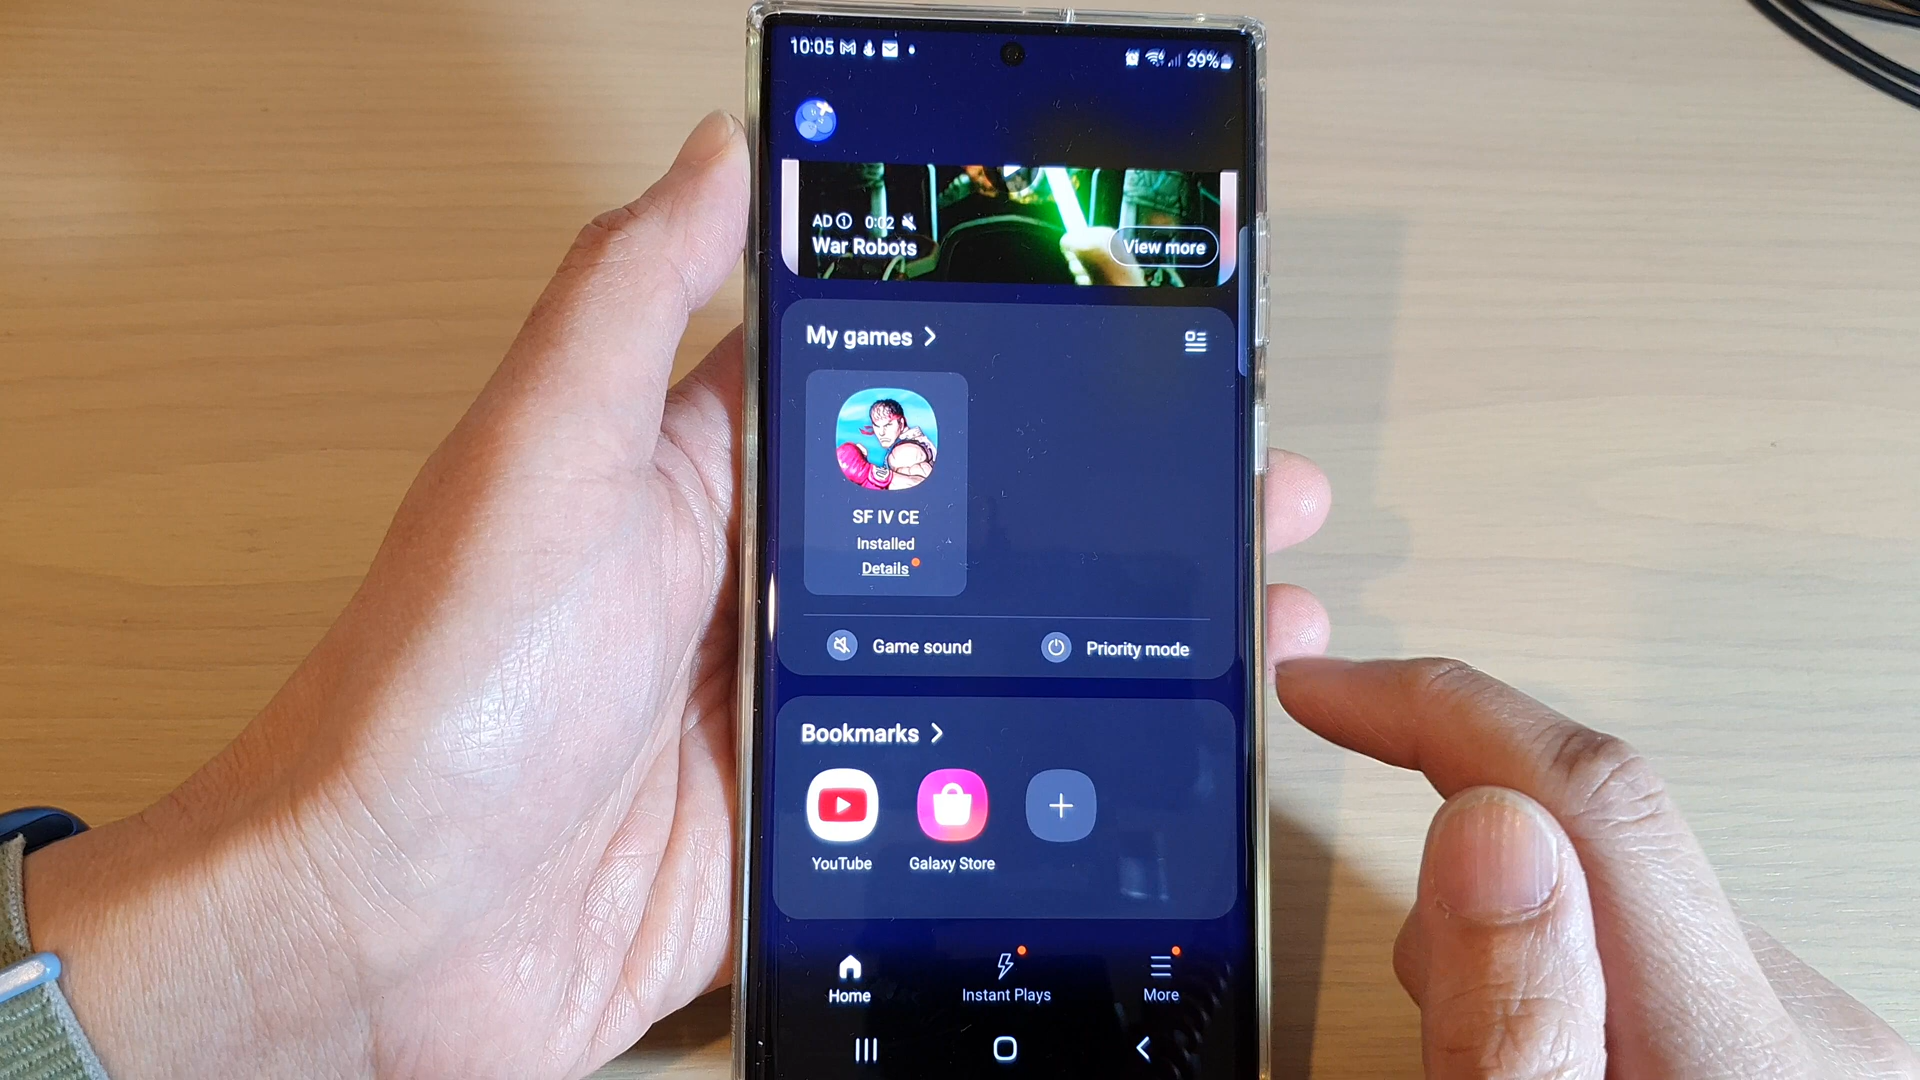 10:05
39%
AD 0:02
War Robots
View more
My games
SF IV CE
Installed
Details
Game sound
Priority mode
Bookmarks
YouTube
Galaxy Store
Home
Instant Plays
More